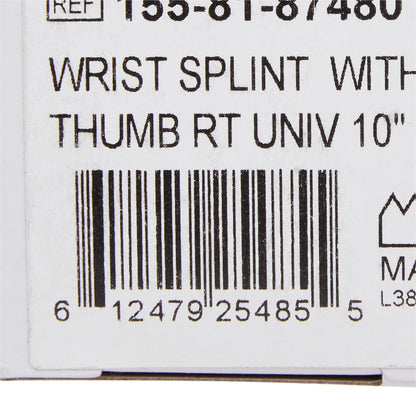 REF 155-81-87480
WRIST SPLINT WITH
THUMB RT UNIV 10"
MA
L38
6 12479 25485 5